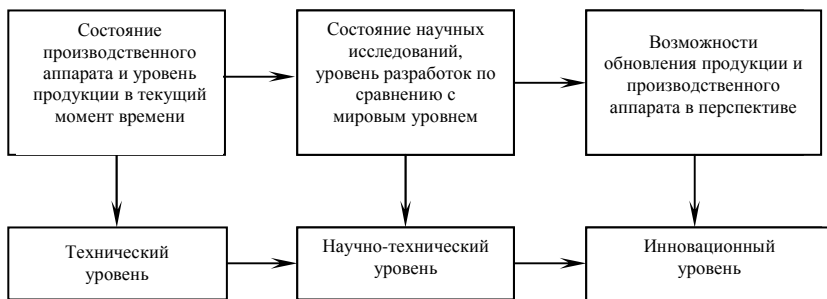 Состояние
производственного
аппарата и уровень
продукции в текущий
момент времени
Состояние научных
исследований,
уровень разработок по
сравнению с
мировым уровнем
Возможности
обновления продукции и
производственного
аппарата в перспективе
Технический
уровень
Научно-технический
уровень
Инновационный
уровень